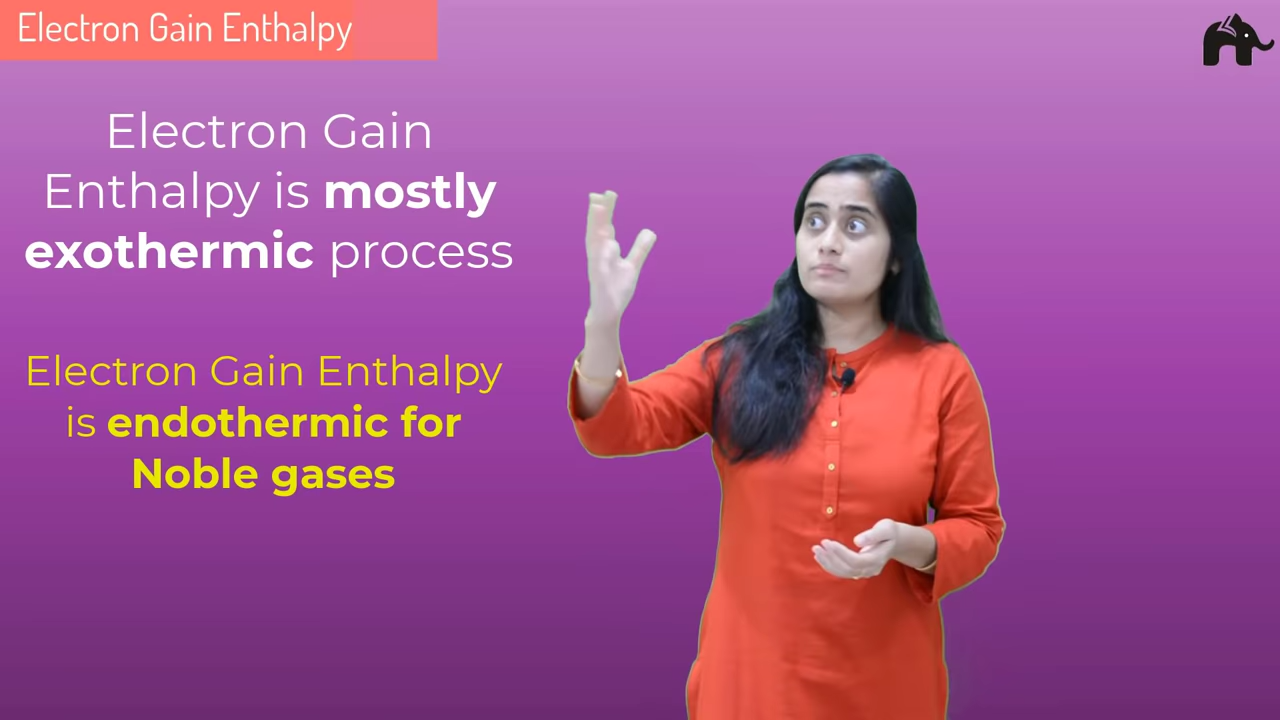 Electron Gain Enthalpy
Electron Gain
Enthalpy is mostly
exothermic process
Electron Gain Enthalpy
is endothermic for
Noble gases